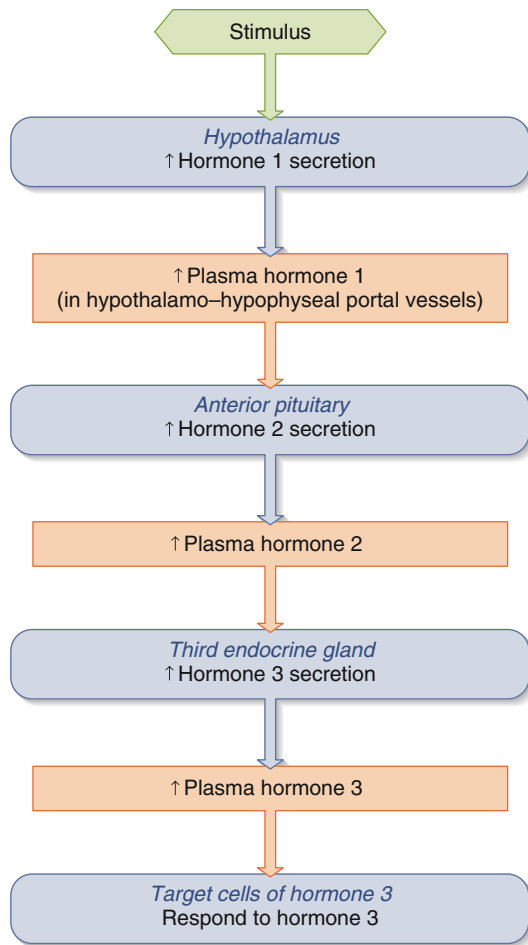 Stimulus
Hypothalamus
↑Hormone 1 secretion
↑Plasma hormone 1
(in hypothalamo–hypophyseal portal vessels)
Anterior pituitary
↑Hormone 2 secretion
↑Plasma hormone 2
Third endocrine gland
↑Hormone 3 secretion
↑Plasma hormone 3
Target cells of hormone 3
Respond to hormone 3